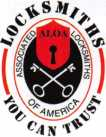 LOCKSMITHS
ALOA
ASSOCIATED
LOCKSMITHS
OF AMERICA
YOU CAN TRUST